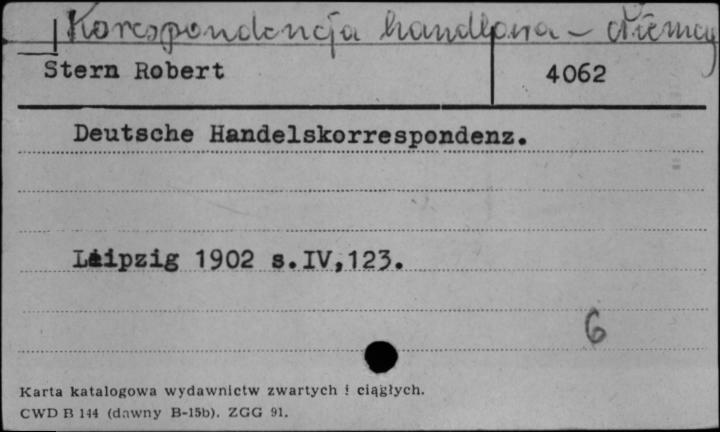 Korespondencja handlowa - Niemcy
Stern Robert 4062
Deutsche Handelskorrespondenz.
Leipzig 1902 s.IV,123.
6
Karta katalogowa wydawnictw zwartych i ciągłych.
CWD B 144 (dawny B-15b). ZGG 91.